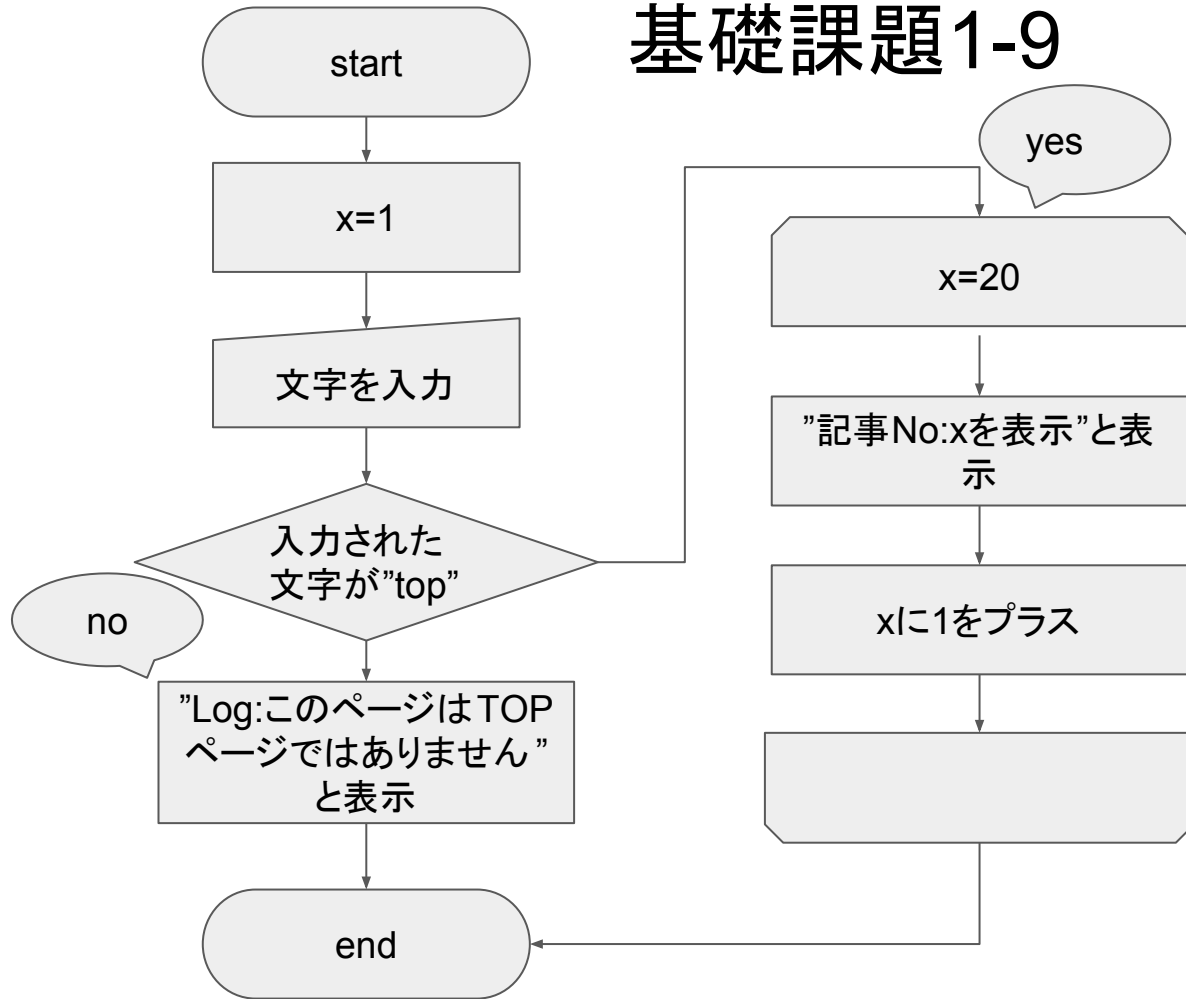 基礎課題1-9
start
x=1
文字を入力
入力された
文字が”top”
no
”Log:このページはTOP
ページではありません”
と表示
end
yes
x=20
”記事No:xを表示”と表
示
xに1をプラス